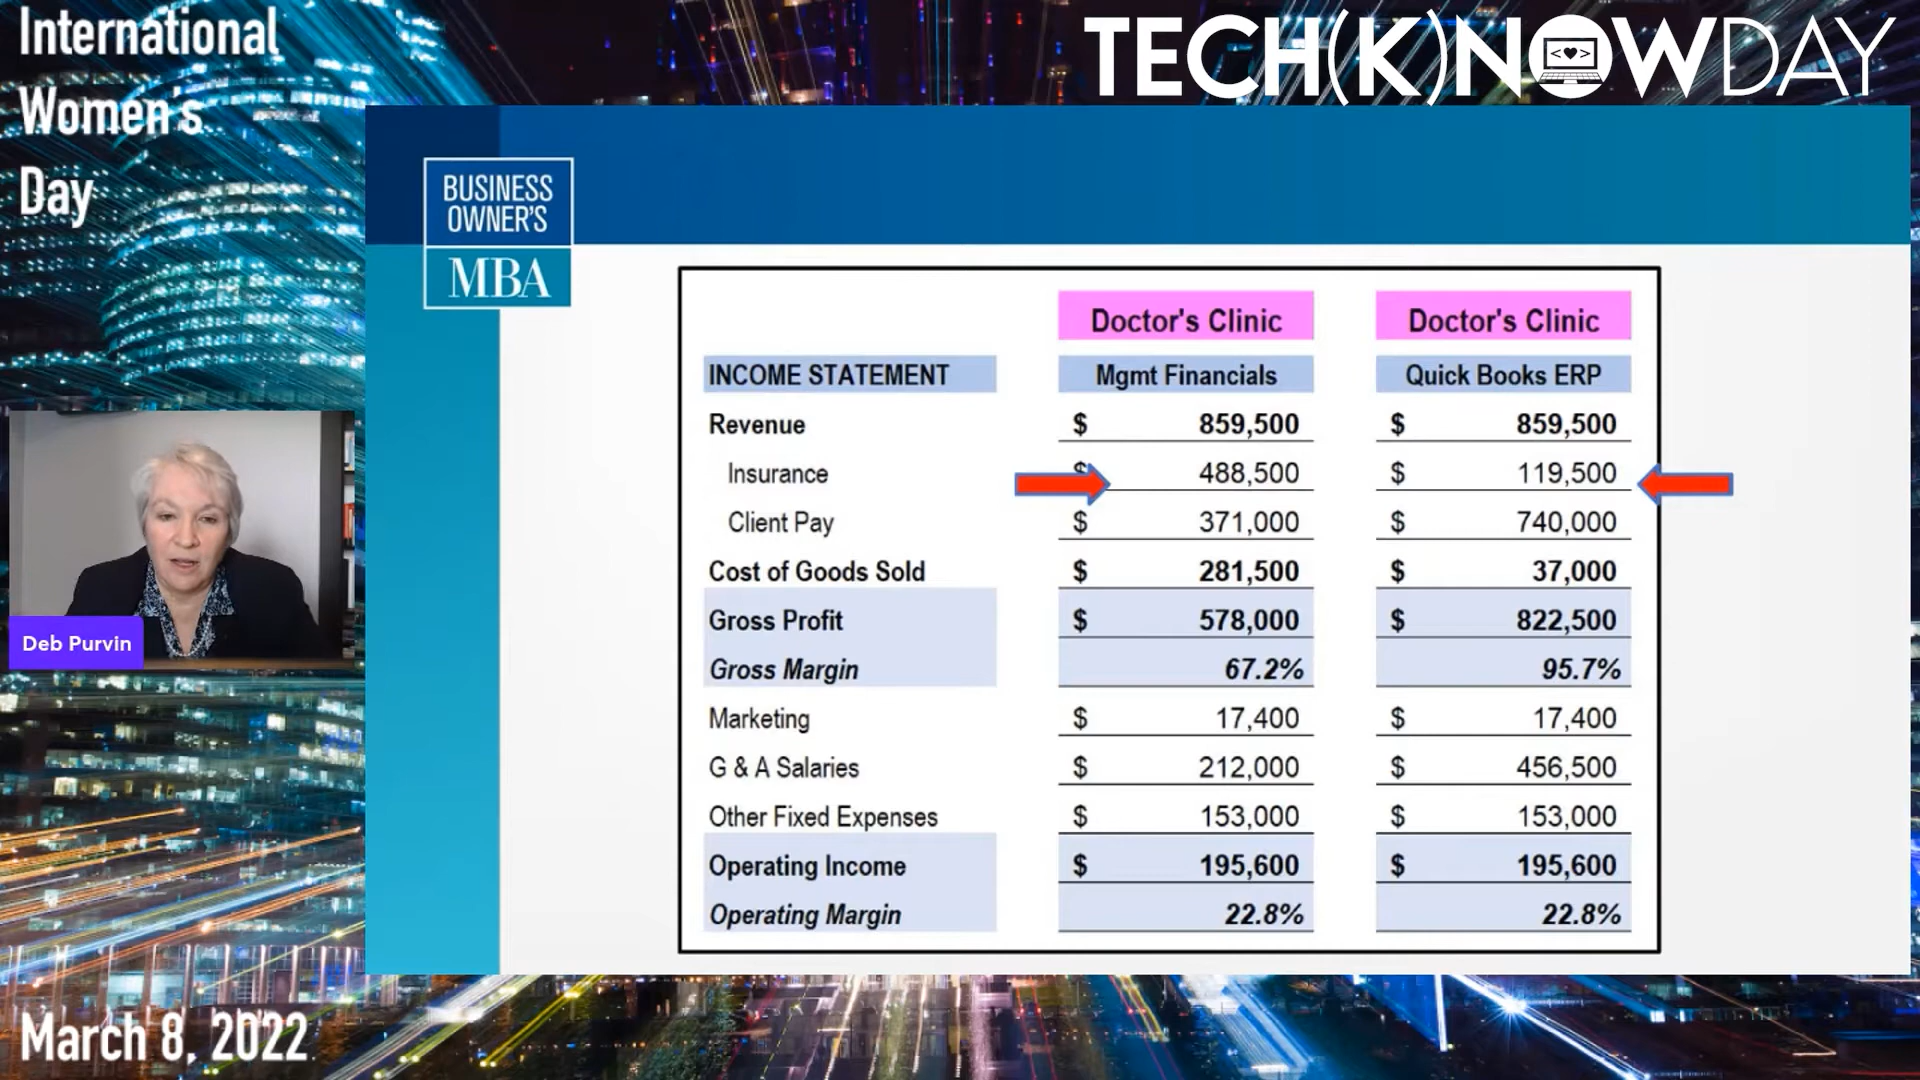 International
Women's
Day
TECH(K)NOWDAY
< >
BUSINESS
OWNER'S
MBA
Doctor's Clinic Doctor's Clinic
INCOME STATEMENT Mgmt Financials Quick Books ERP
Revenue $ 859,500 $ 859,500
Insurance $ 488,500 $ 119,500
Client Pay $ 371,000 $ 740,000
Cost of Goods Sold $ 281,500 $ 37,000
Gross Profit $ 578,000 $ 822,500
Gross Margin 67.2% 95.7%
Marketing $ 17,400 $ 17,400
G & A Salaries $ 212,000 $ 456,500
Other Fixed Expenses $ 153,000 $ 153,000
Operating Income $ 195,600 $ 195,600
Operating Margin 22.8% 22.8%
Deb Purvin
March 8, 2022